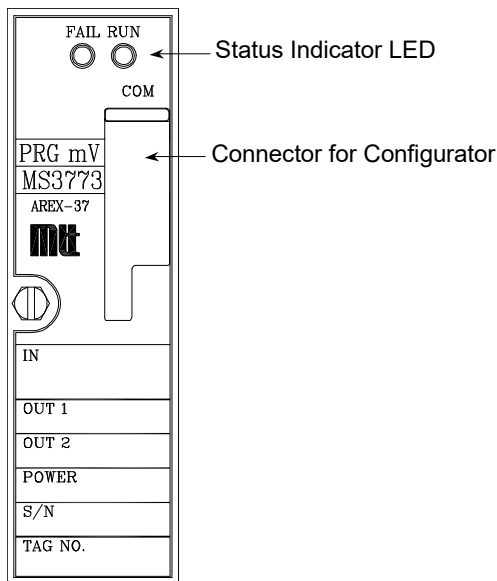 FAIL RUN
Status Indicator LED
COM
PRG mV
Connector for Configurator
MS3773
AREX-37
Mtt
IN
OUT 1
OUT 2
POWER
S/N
TAG NO.